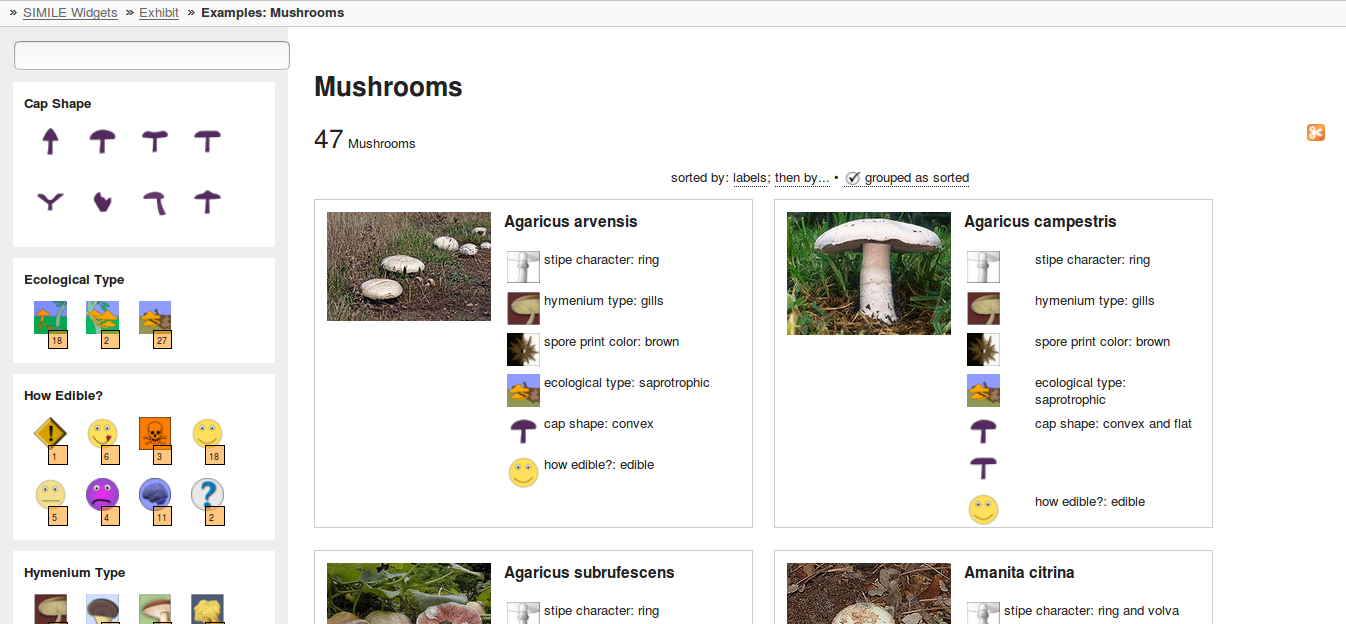 » SIMILE Widgets » Exhibit » Examples: Mushrooms
Cap Shape
Ecological Type
18 2 27
How Edible?
1 6 3 18
5 4 11 2
Hymenium Type
Mushrooms
47 Mushrooms
sorted by: labels; then by... • grouped as sorted
Agaricus arvensis
stipe character: ring
hymenium type: gills
spore print color: brown
ecological type: saprotrophic
cap shape: convex
how edible?: edible
Agaricus campestris
stipe character: ring
hymenium type: gills
spore print color: brown
ecological type:
saprotrophic
cap shape: convex and flat
how edible?: edible
Agaricus subrufescens
stipe character: ring
Amanita citrina
stipe character: ring and volva